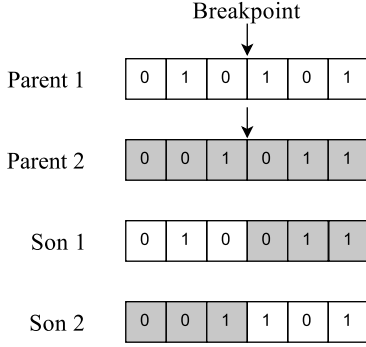 Breakpoint
Parent 1 0 1 0 1 0 1
Parent 2 0 0 1 0 1 1
Son 1 0 1 0 0 1 1
Son 2 0 0 1 1 0 1